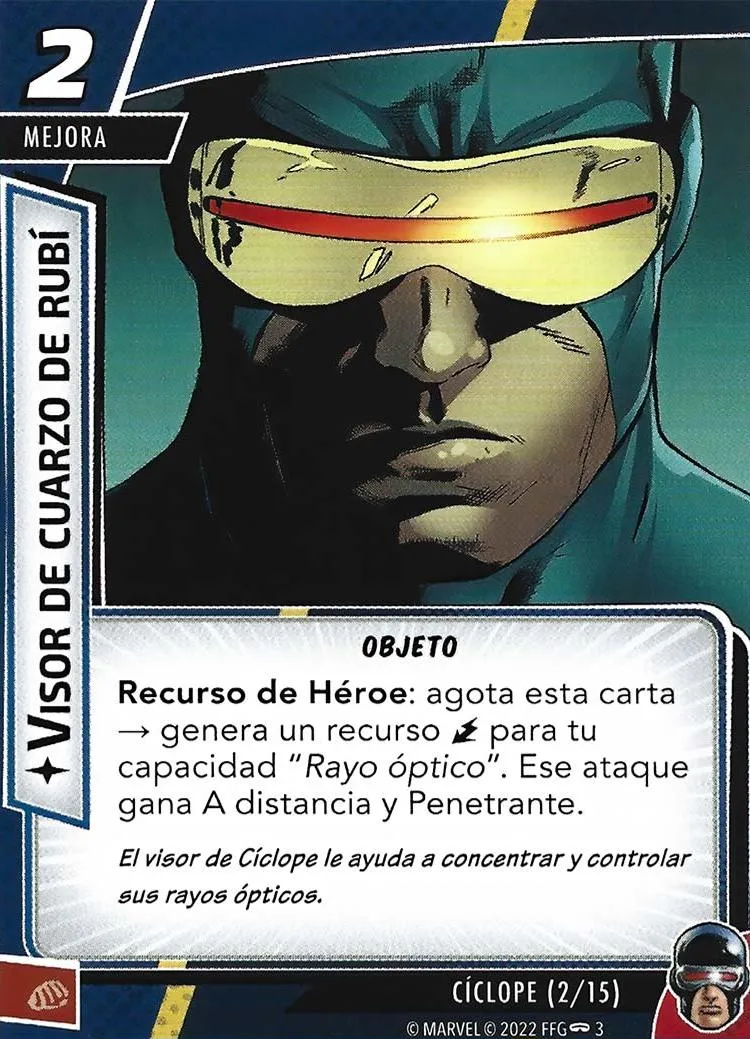 2
MEJORA
VISOR DE CUARZO DE RUBÍ
OBJETO
Recurso de Héroe: agota esta carta
→ genera un recurso para tu
capacidad "Rayo óptico". Ese ataque
gana A distancia y Penetrante.
El visor de Cíclope le ayuda a concentrar y controlar
sus rayos ópticos.
CÍCLOPE (2/15)
© MARVEL © 2022 FFG 3